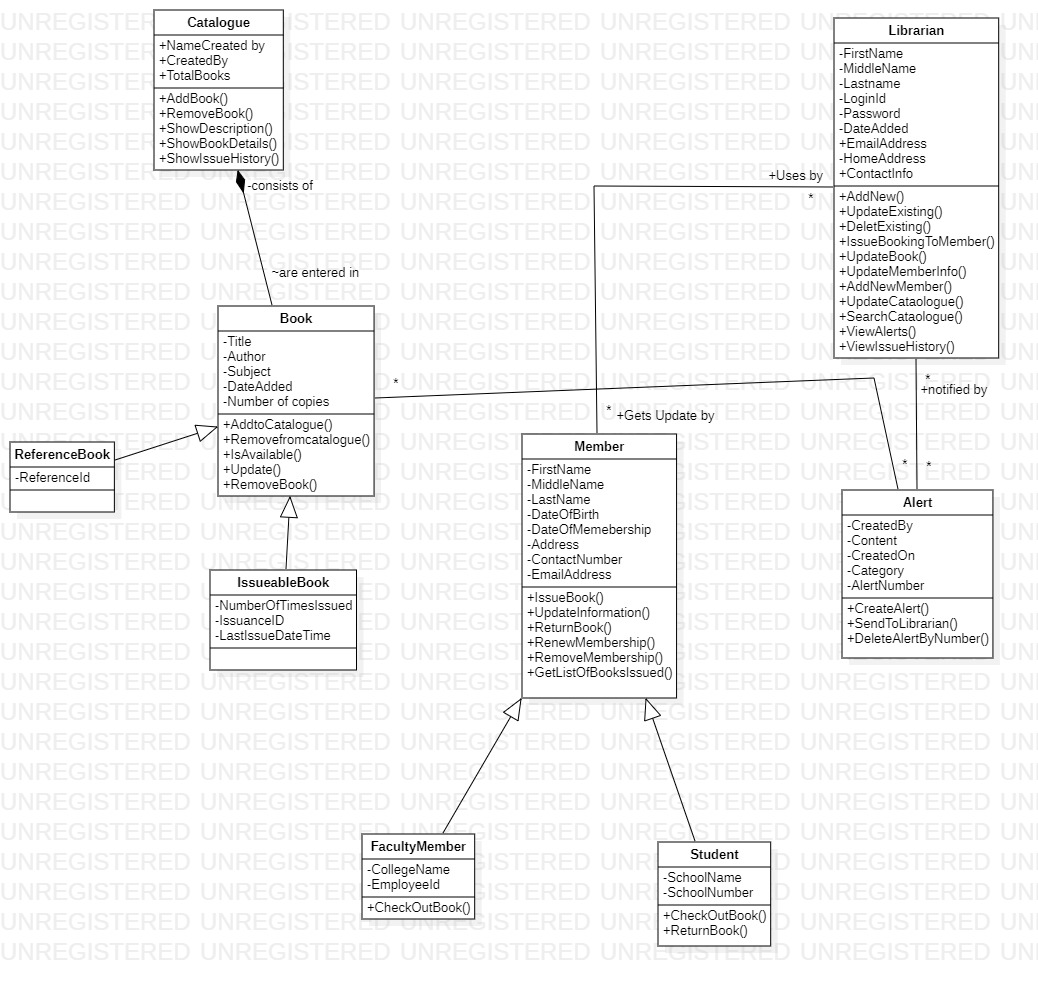 Catalogue
+NameCreated by
+CreatedBy
+TotalBooks
+AddBook()
+RemoveBook()
+ShowDescription()
+ShowBookDetails()
+ShowIssueHistory()
-consists of
~are entered in
Book
-Title
-Author
-Subject
-DateAdded
-Number of copies
+AddtoCatalogue()
+Removefromcatalogue()
+IsAvailable()
+Update()
+RemoveBook()
*
ReferenceBook
-ReferenceId
IssueableBook
-NumberOfTimesIssued
-IssuanceID
-LastIssueDateTime
Librarian
-FirstName
-MiddleName
-Lastname
-LoginId
-Password
-DateAdded
+EmailAddress
-HomeAddress
+ContactInfo
+AddNew()
+UpdateExisting()
+DeletExisting()
+IssueBookingToMember()
+UpdateBook()
+UpdateMemberInfo()
+AddNewMember()
+UpdateCataologue()
+SearchCataologue()
+ViewAlerts()
+ViewIssueHistory()
+Uses by
*
*
+notified by
* +Gets Update by
* *
Member
-FirstName
-MiddleName
-LastName
-DateOfBirth
-DateOfMemebership
-Address
-ContactNumber
-EmailAddress
+IssueBook()
+UpdateInformation()
+ReturnBook()
+RenewMembership()
+RemoveMembership()
+GetListOfBooksIssued()
Alert
-CreatedBy
-Content
-CreatedOn
-Category
-AlertNumber
+CreateAlert()
+SendToLibrarian()
+DeleteAlertByNumber()
FacultyMember
-CollegeName
-EmployeeId
+CheckOutBook()
Student
-SchoolName
-SchoolNumber
+CheckOutBook()
+ReturnBook()
UNREGISTERED